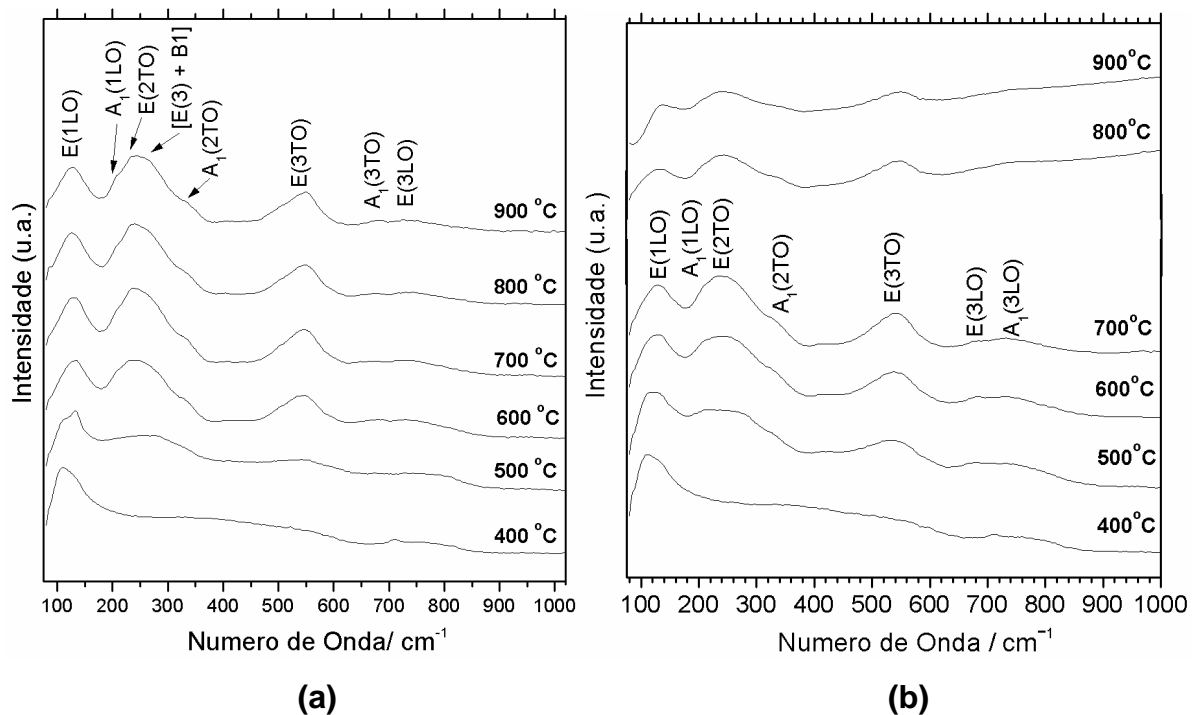 E(1LO)
A₁(1LO)
E(2TO)
[E(3) + B1]
A₁(2TO)
E(3TO)
A₁(3TO)
E(3LO)
900 °C
800 °C
700 °C
600 °C
500 °C
400 °C
Intensidade (u.a.)
100 200 300 400 500 600 700 800 900 1000
Numero de Onda/ cm⁻¹
(a)
900°C
800°C
E(1LO)
A₁(1LO)
E(2TO)
A₁(2TO)
E(3TO)
E(3LO)
A₁(3LO)
700°C
600°C
500°C
400°C
Intensidade (u.a.)
100 200 300 400 500 600 700 800 900 1000
Numero de Onda / cm⁻¹
(b)